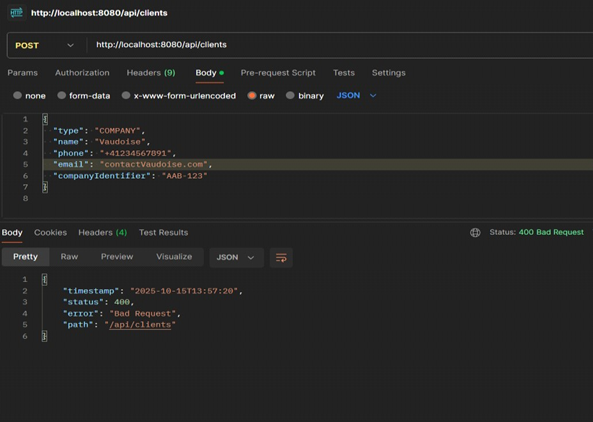 HTTP http://localhost:8080/api/clients
POST http://localhost:8080/api/clients
Params Authorization Headers (9) Body Pre-request Script Tests Settings
none form-data x-www-form-urlencoded raw binary JSON
1 {
2 "type": "COMPANY",
3 "name": "Vaudoise",
4 "phone": "+41234567891",
5 "email": "contactVaudoise.com",
6 "companyIdentifier": "AAB-123"
7 }
8
Body Cookies Headers (4) Test Results Status: 400 Bad Request
Pretty Raw Preview Visualize JSON
1 {
2 "timestamp": "2025-10-15T13:57:20",
3 "status": 400,
4 "error": "Bad Request",
5 "path": "/api/clients"
6 }